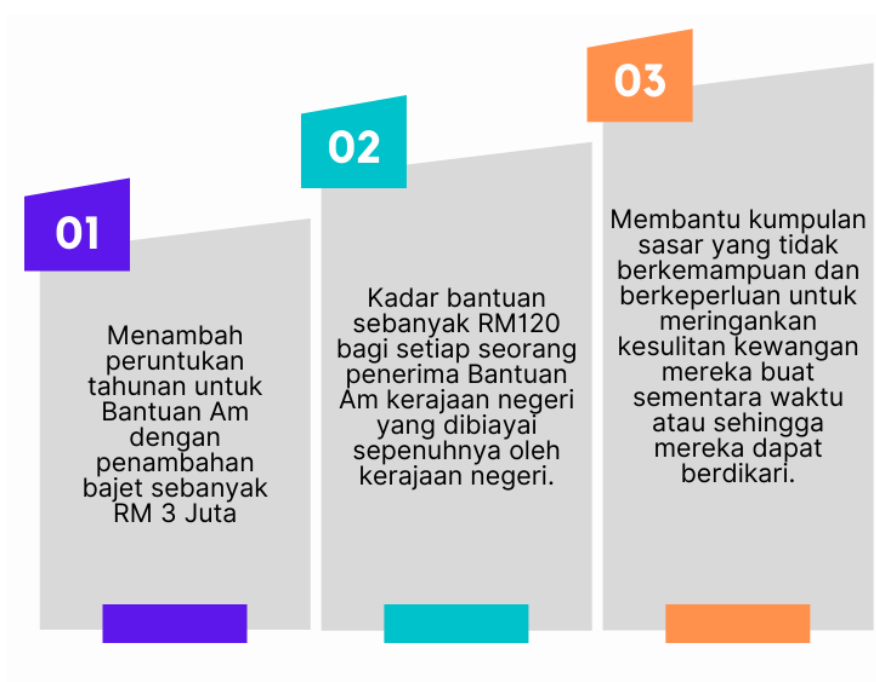 01
Menambah
peruntukan
tahunan untuk
Bantuan Am
dengan
penambahan
bajet sebanyak
RM 3 Juta
02
Kadar bantuan
sebanyak RM120
bagi setiap seorang
penerima Bantuan
Am kerajaan negeri
yang dibiayai
sepenuhnya oleh
kerajaan negeri.
03
Membantu kumpulan
sasar yang tidak
berkemampuan dan
berkeperluan untuk
meringankan
kesulitan kewangan
mereka buat
sementara waktu
atau sehingga
mereka dapat
berdikari.